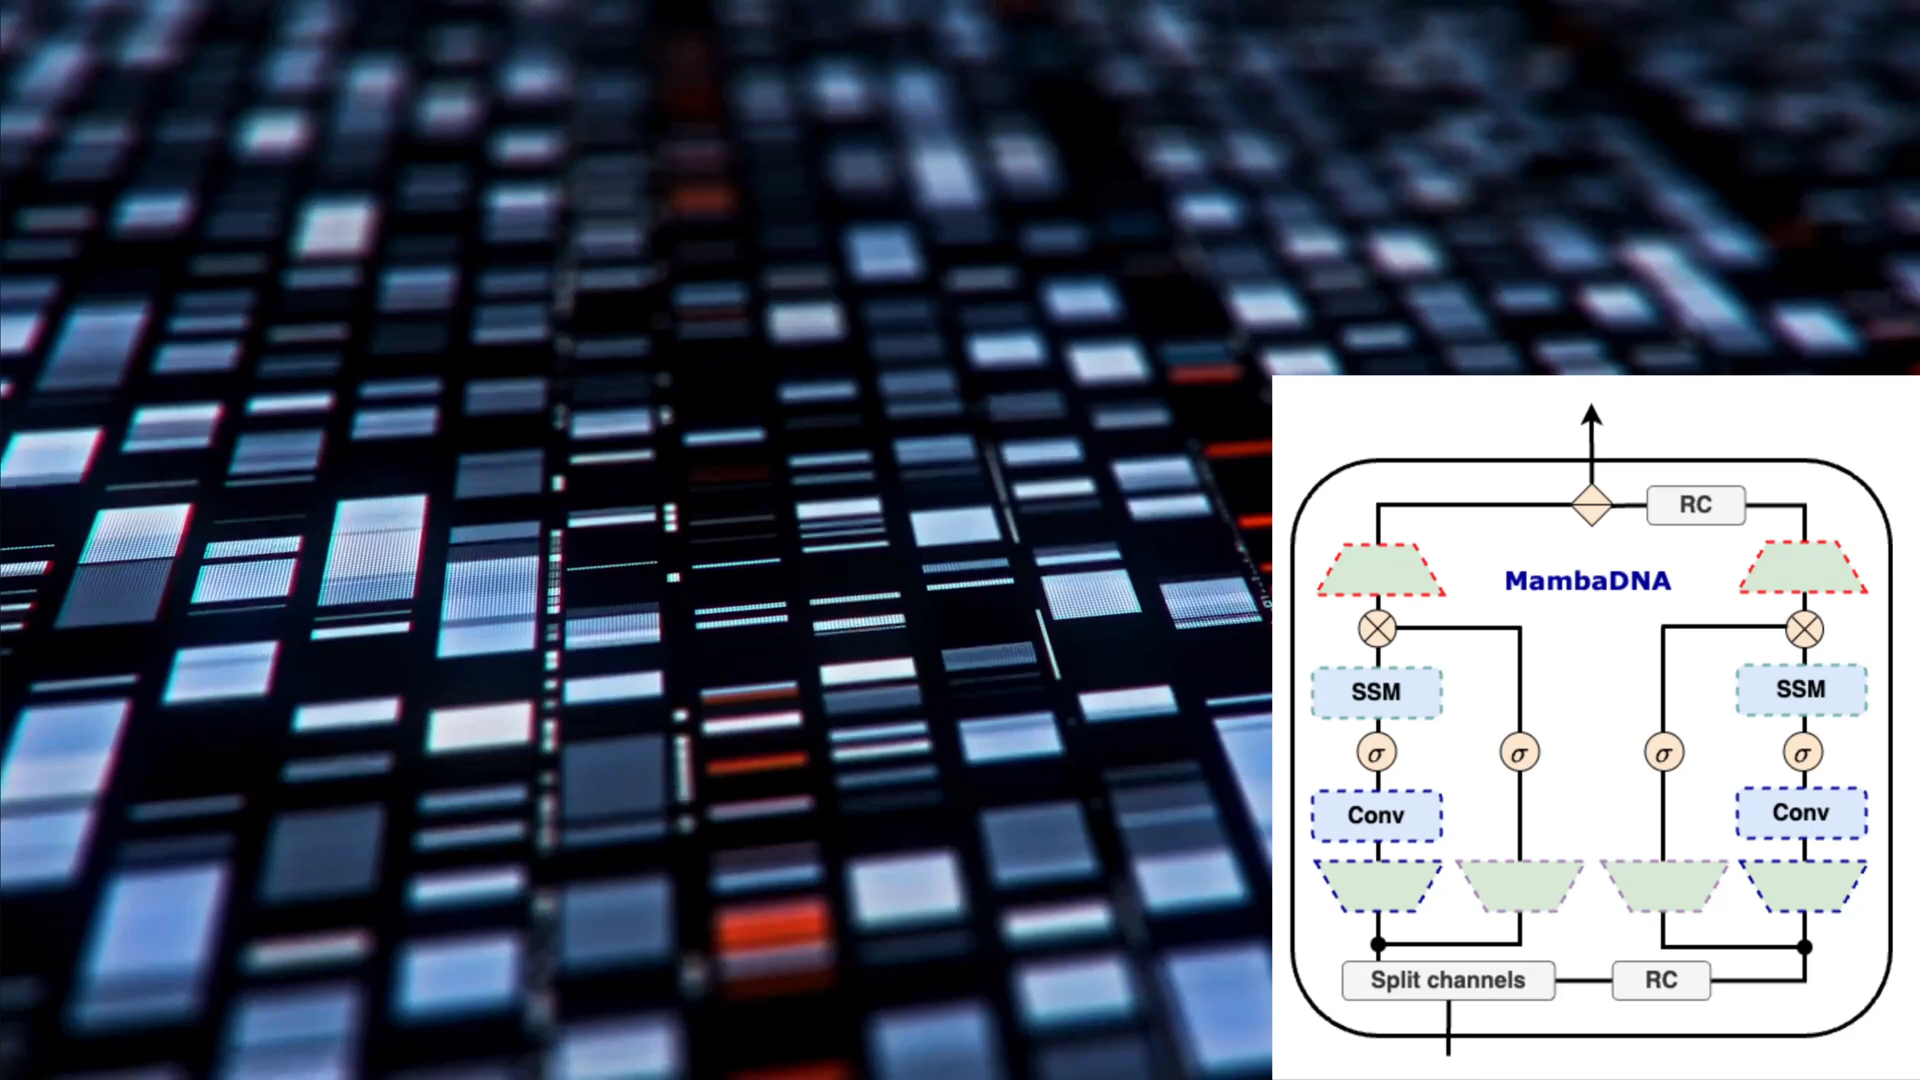 RC
MambaDNA
SSM
SSM
σ
σ
σ
σ
Conv
Conv
Split channels
RC